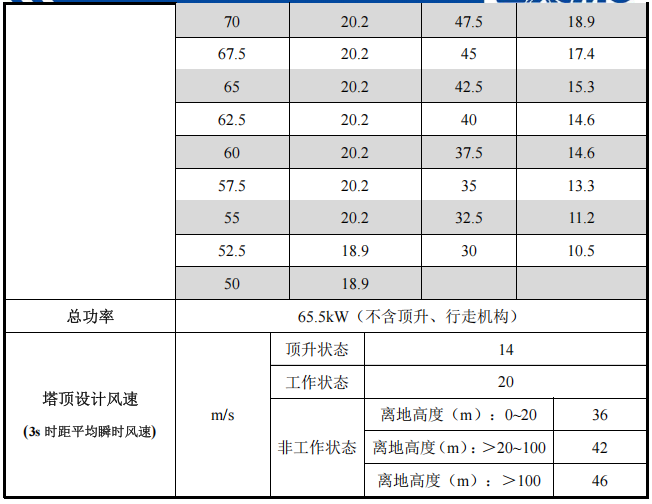 70 20.2 47.5 18.9
67.5 20.2 45 17.4
65 20.2 42.5 15.3
62.5 20.2 40 14.6
60 20.2 37.5 14.6
57.5 20.2 35 13.3
55 20.2 32.5 11.2
52.5 18.9 30 10.5
50 18.9
总功率 65.5kW（不含顶升、行走机构）
塔顶设计风速
(3s 时距平均瞬时风速)
m/s
顶升状态 14
工作状态 20
非工作状态
离地高度（m）：0~20 36
离地高度（m）：＞20~100 42
离地高度（m）：＞100 46